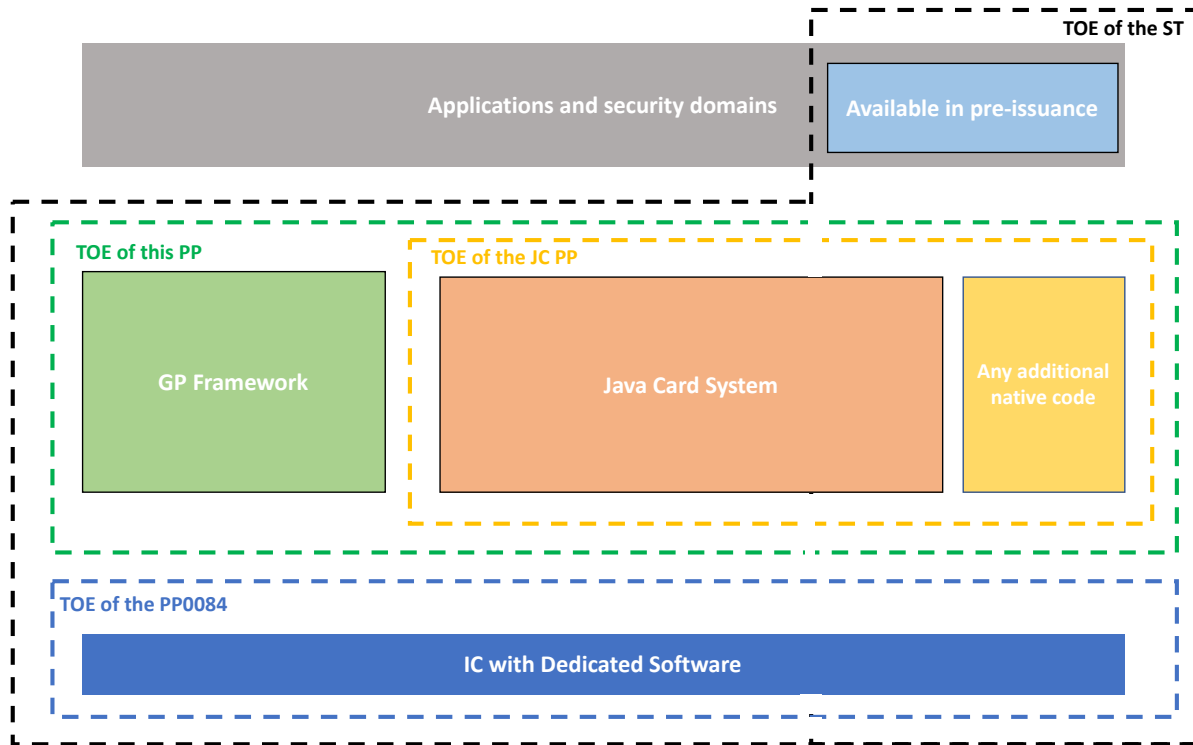 TOE of the ST
Applications and security domains
Available in pre-issuance
TOE of this PP
TOE of the JC PP
GP Framework
Java Card System
Any additional
native code
TOE of the PP0084
IC with Dedicated Software